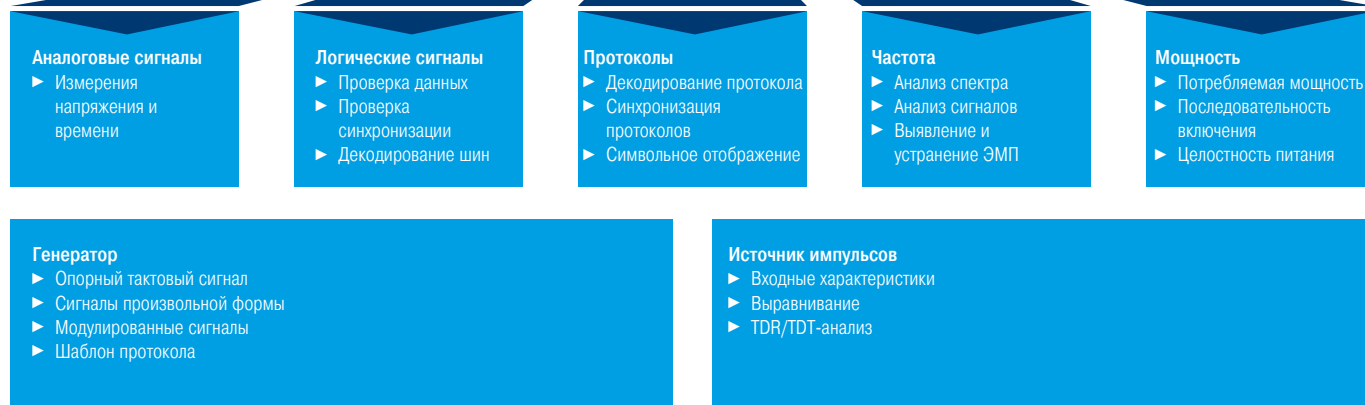 Аналоговые сигналы
► Измерения
напряжения и
времени
Логические сигналы
► Проверка данных
► Проверка
синхронизации
► Декодирование шин
Протоколы
► Декодирование протокола
► Синхронизация
протоколов
► Символьное отображение
Частота
► Анализ спектра
► Анализ сигналов
► Выявление и
устранение ЭМП
Мощность
► Потребляемая мощность
► Последовательность
включения
► Целостность питания
Генератор
► Опорный тактовый сигнал
► Сигналы произвольной формы
► Модулированные сигналы
► Шаблон протокола
Источник импульсов
► Входные характеристики
► Выравнивание
► TDR/TDT-анализ